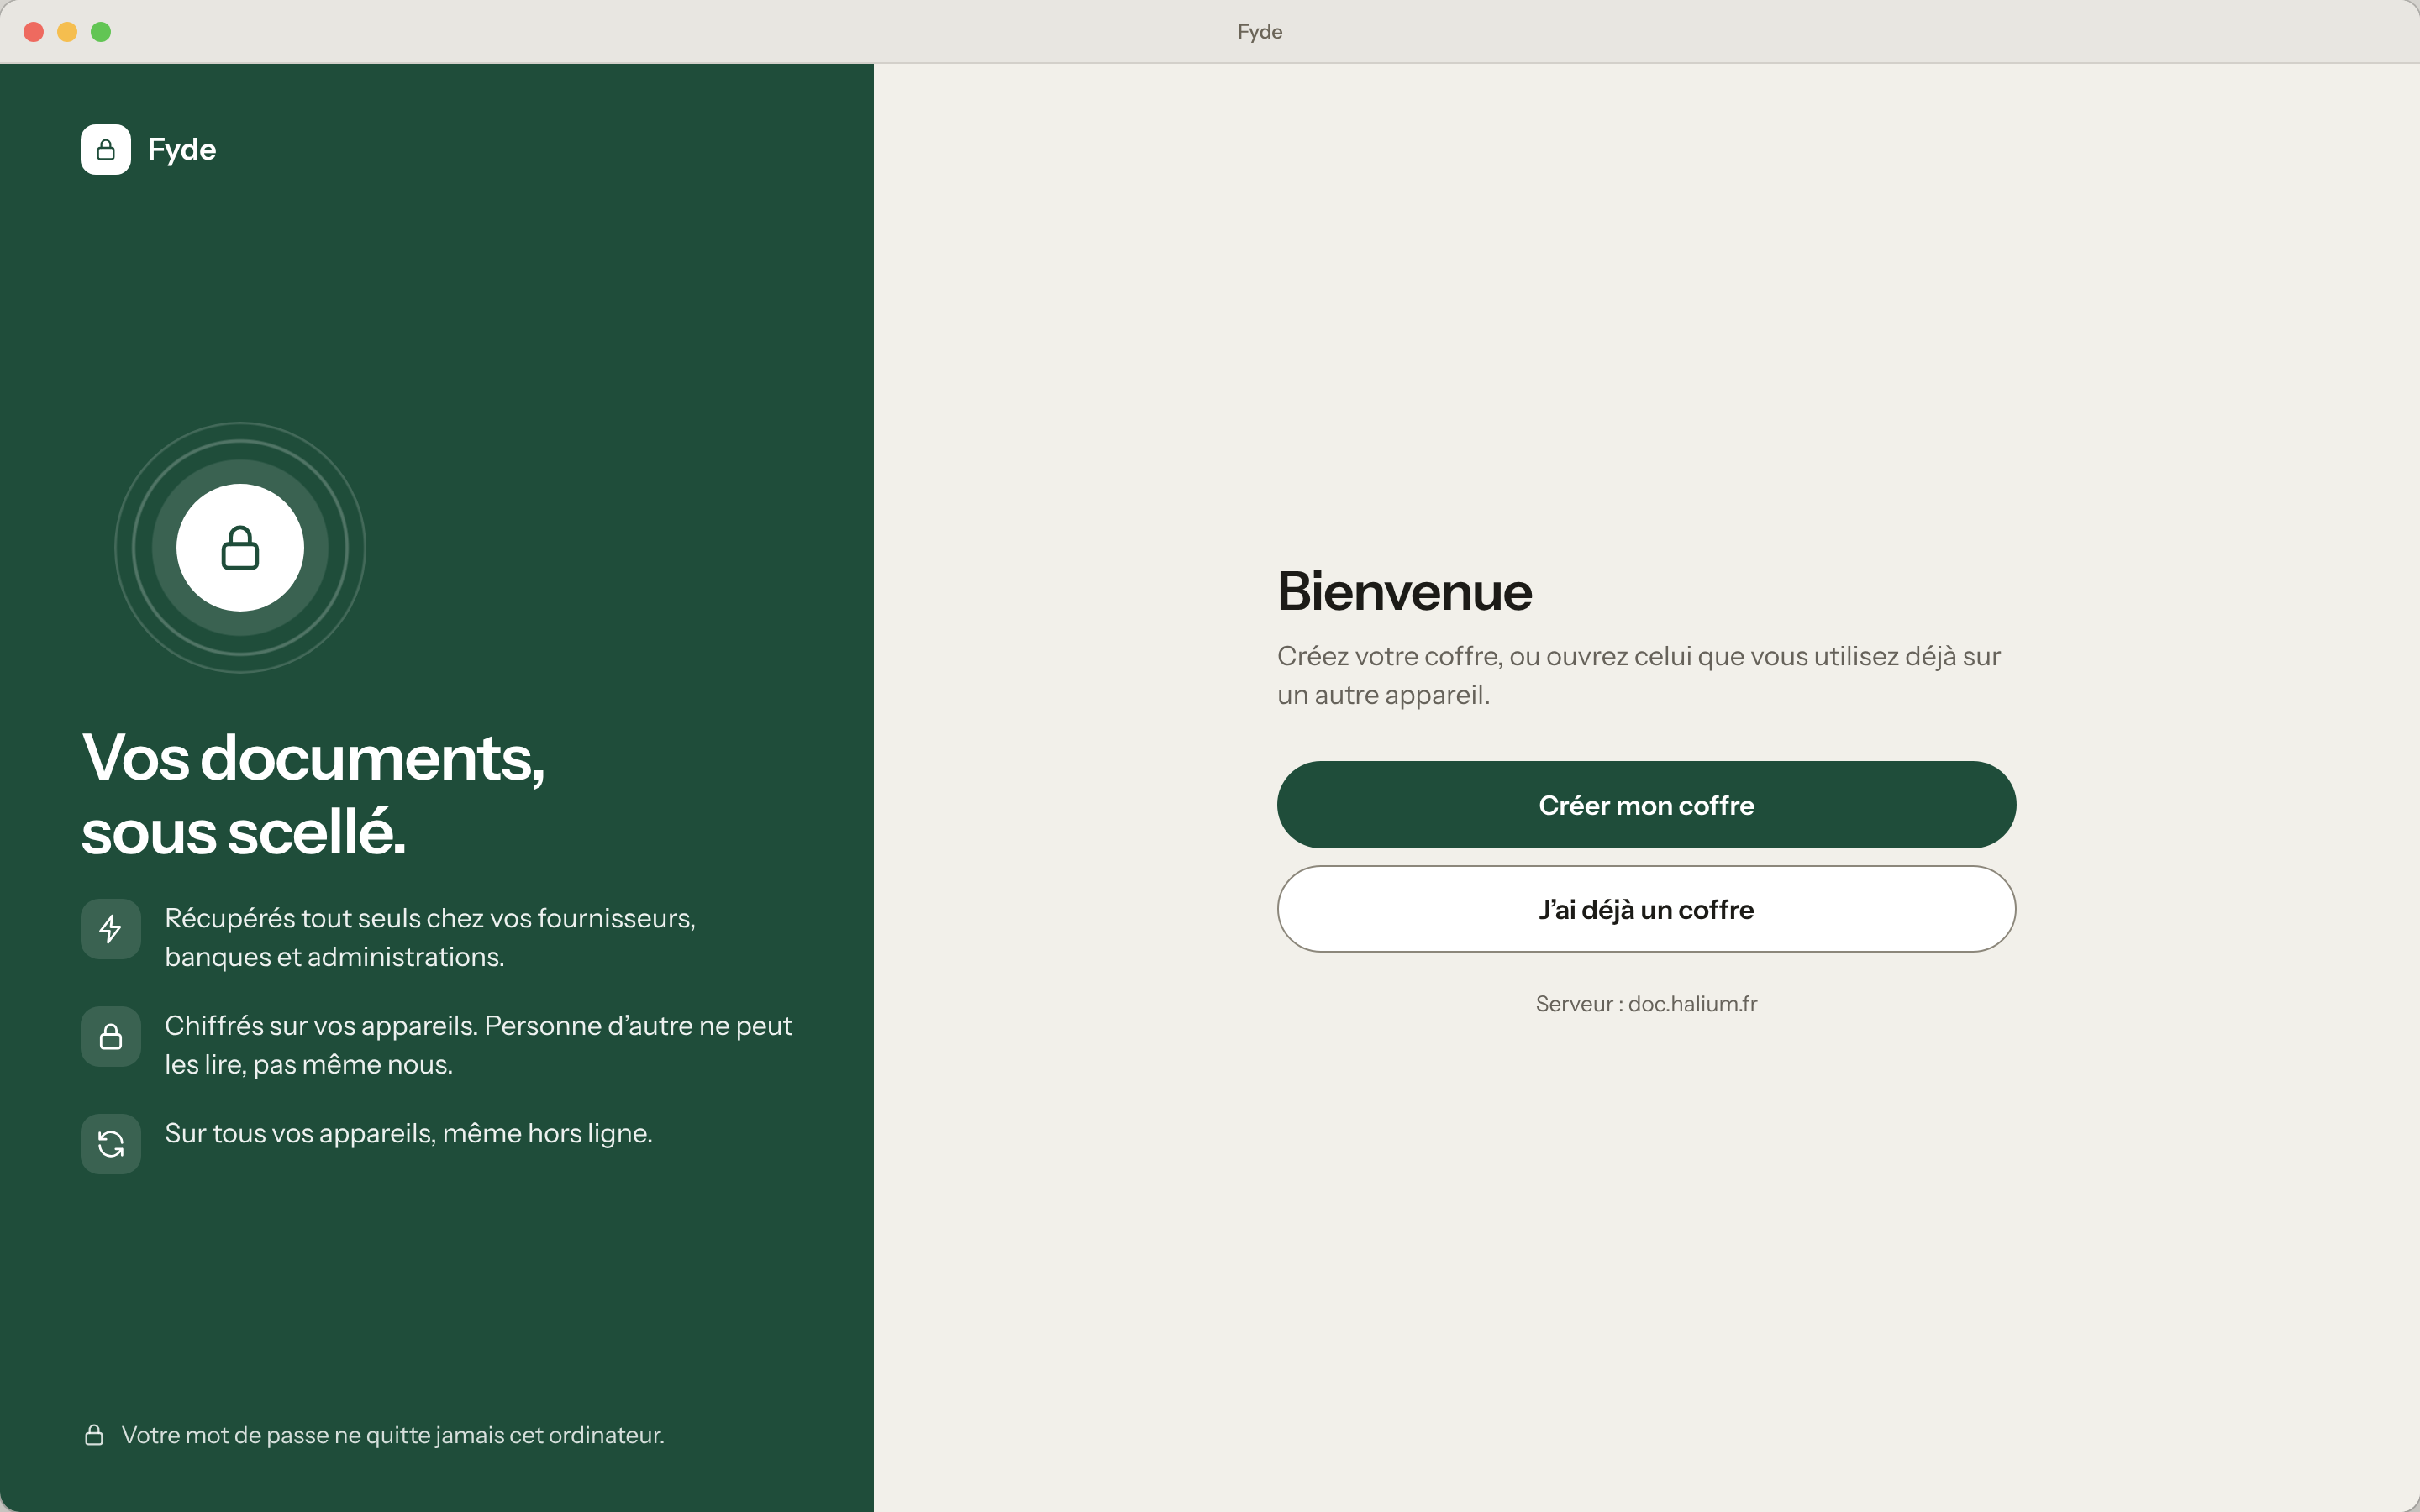 Fyde
Fyde
Vos documents,
sous scellé.
Récupérés tout seuls chez vos fournisseurs,
banques et administrations.
Chiffrés sur vos appareils. Personne d’autre ne peut
les lire, pas même nous.
Sur tous vos appareils, même hors ligne.
Votre mot de passe ne quitte jamais cet ordinateur.
Bienvenue
Créez votre coffre, ou ouvrez celui que vous utilisez déjà sur
un autre appareil.
Créer mon coffre
J’ai déjà un coffre
Serveur : doc.halium.fr